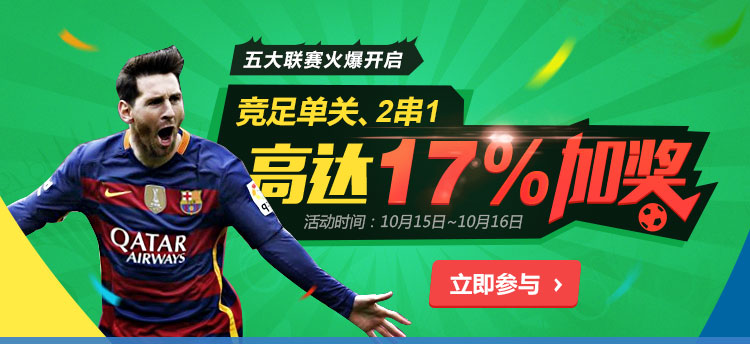 五大联赛火爆开启
竞足单关、2串1
高达17%加奖
活动时间：10月15日~10月16日
立即参与 ›
QATAR
AIRWAYS